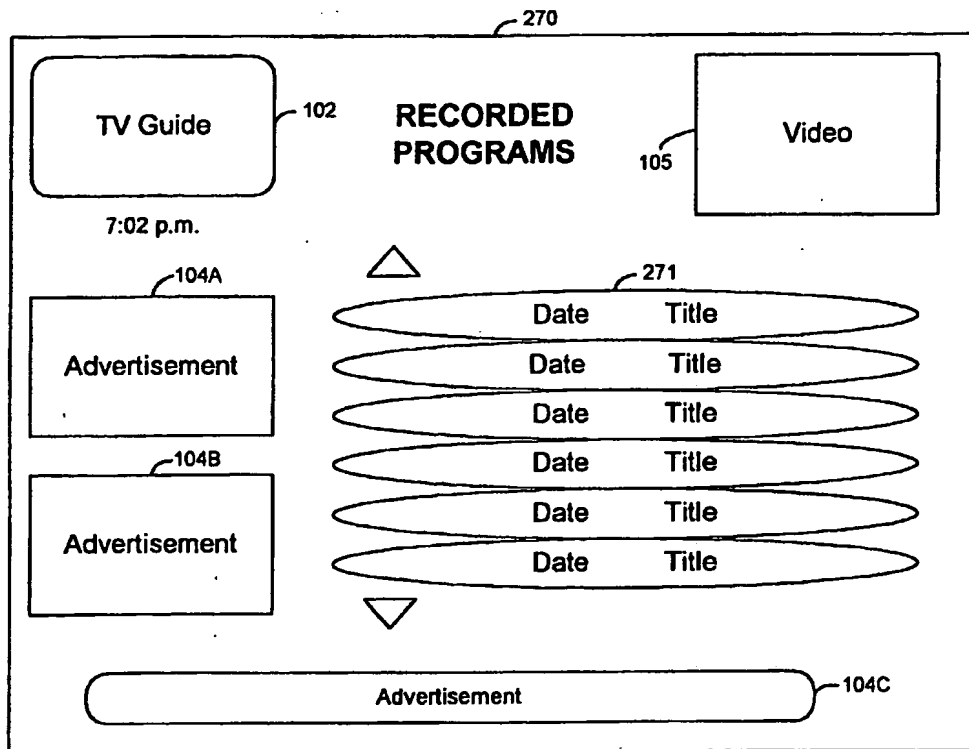 270
TV Guide
102
RECORDED
PROGRAMS
105
Video
7:02 p.m.
104A
Advertisement
271
Date Title
Date Title
Date Title
Date Title
Date Title
Date Title
104B
Advertisement
Advertisement
104C